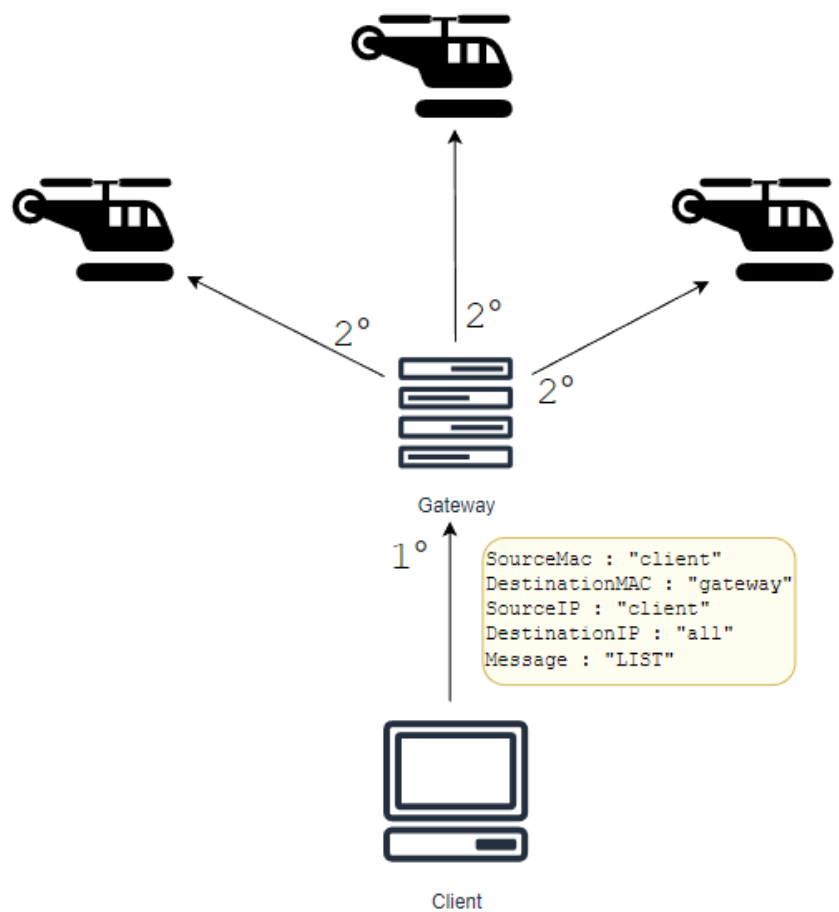 2°
2°
2°
Gateway
1°
SourceMac : "client"
DestinationMAC : "gateway"
SourceIP : "client"
DestinationIP : "all"
Message : "LIST"
Client